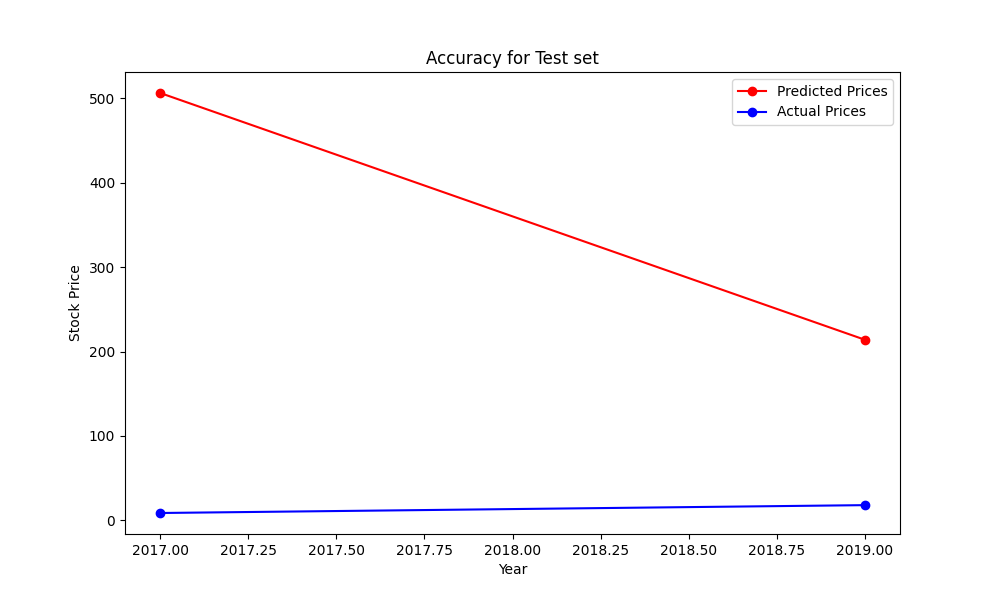 Accuracy for Test set
Predicted Prices
Actual Prices
500
400
300
200
100
0
Stock Price
2017.00 2017.25 2017.50 2017.75 2018.00 2018.25 2018.50 2018.75 2019.00
Year